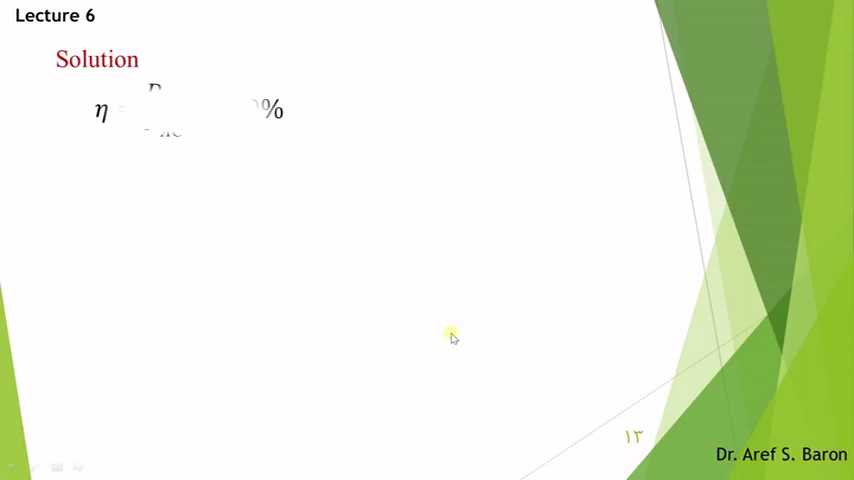 Lecture 6
Solution
η = %
١٣
Dr. Aref S. Baron